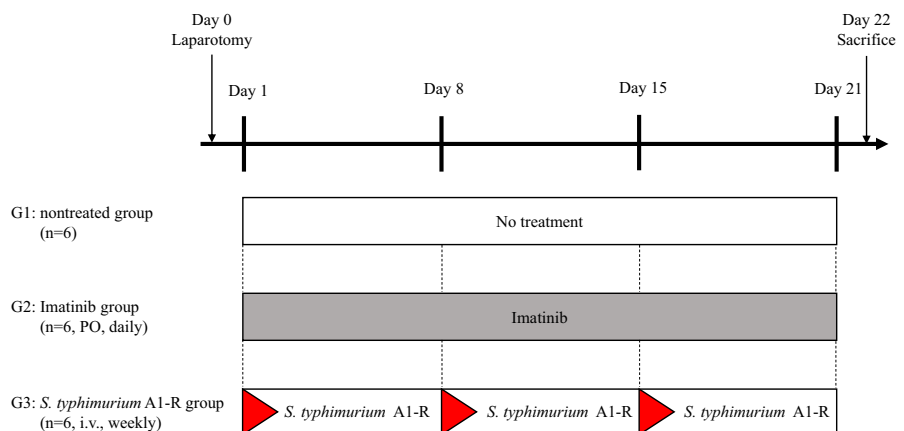 Day 0
Laparotomy
Day 22
Sacrifice
Day 1
Day 8
Day 15
Day 21
G1: nontreated group
(n=6)
No treatment
G2: Imatinib group
(n=6, PO, daily)
Imatinib
G3: S. typhimurium A1-R group
(n=6, i.v., weekly)
S. typhimurium A1-R
S. typhimurium A1-R
S. typhimurium A1-R